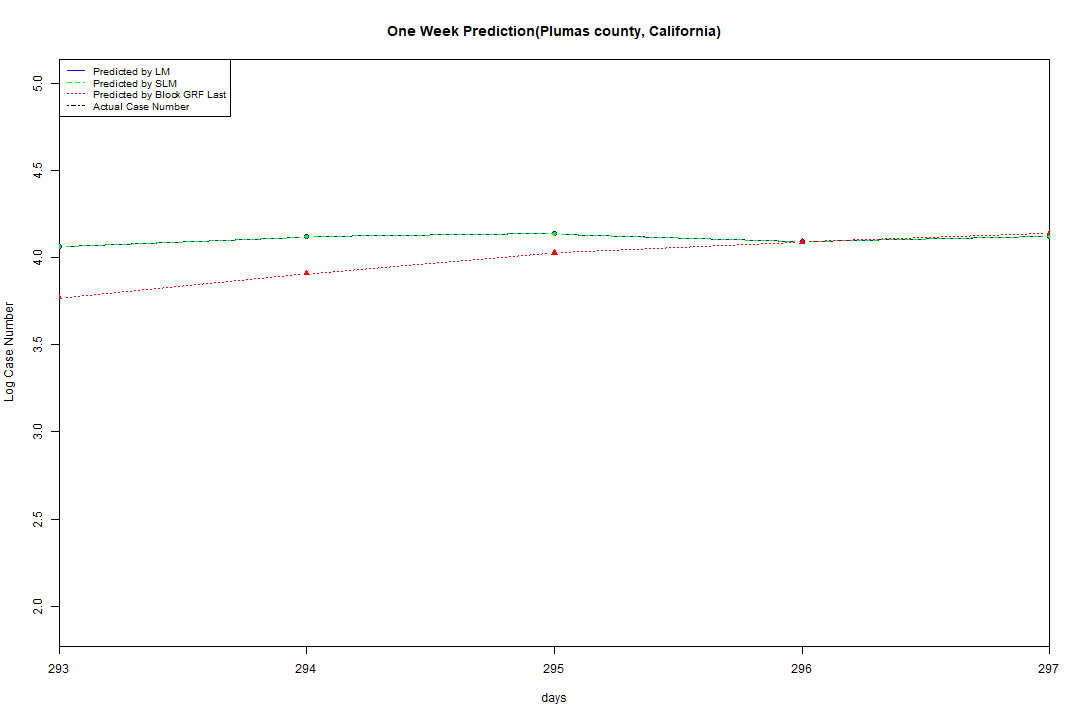 One Week Prediction(Plumas county, California)
Predicted by LM
Predicted by SLM
Predicted by Block GRF Last
Actual Case Number
Log Case Number
5.0
4.5
4.0
3.5
3.0
2.5
2.0
293 294 295 296 297
days